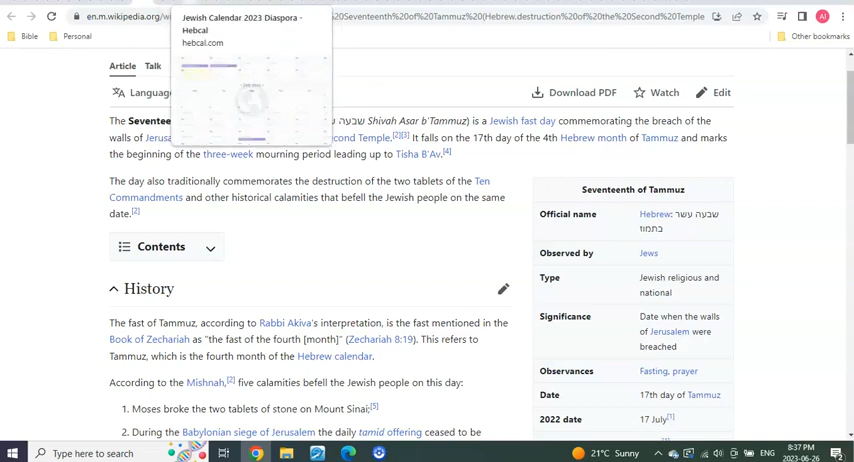 Jewish Calendar 2023 Diaspora -
Hebcal
hebcal.com
en.m.wikipedia.org/wi
20Seventeenth%20of%20Tammuz%20(Hebrew.destruction%20of%20the%20Second%20Temple
AI
Bible
Personal
Other bookmarks
Article Talk
Language
Download PDF
Watch
Edit
The Seventee שבעה עשר Shivah Asar b'Tammuz) is a Jewish fast day commemorating the breach of the
walls of Jerus econd Temple.[2][3] It falls on the 17th day of the 4th Hebrew month of Tammuz and marks
the beginning of the three-week mourning period leading up to Tisha B'Av.[4]
The day also traditionally commemorates the destruction of the two tablets of the Ten
Commandments and other historical calamities that befell the Jewish people on the same
date.[2]
Contents
History
The fast of Tammuz, according to Rabbi Akiva's interpretation, is the fast mentioned in the
Book of Zechariah as "the fast of the fourth [month]" (Zechariah 8:19). This refers to
Tammuz, which is the fourth month of the Hebrew calendar.
According to the Mishnah,[2] five calamities befell the Jewish people on this day:
1. Moses broke the two tablets of stone on Mount Sinai;[5]
2. During the Babylonian siege of Jerusalem the daily tamid offering ceased to be
Seventeenth of Tammuz
Official name
Hebrew: שבעה עשר
בתמוז
Observed by
Jews
Type
Jewish religious and
national
Significance
Date when the walls
of Jerusalem were
breached
Observances
Fasting, prayer
Date
17th day of Tammuz
2022 date
17 July[1]
Type here to search
21°C Sunny
ENG
8:37 PM
2023-06-26
2